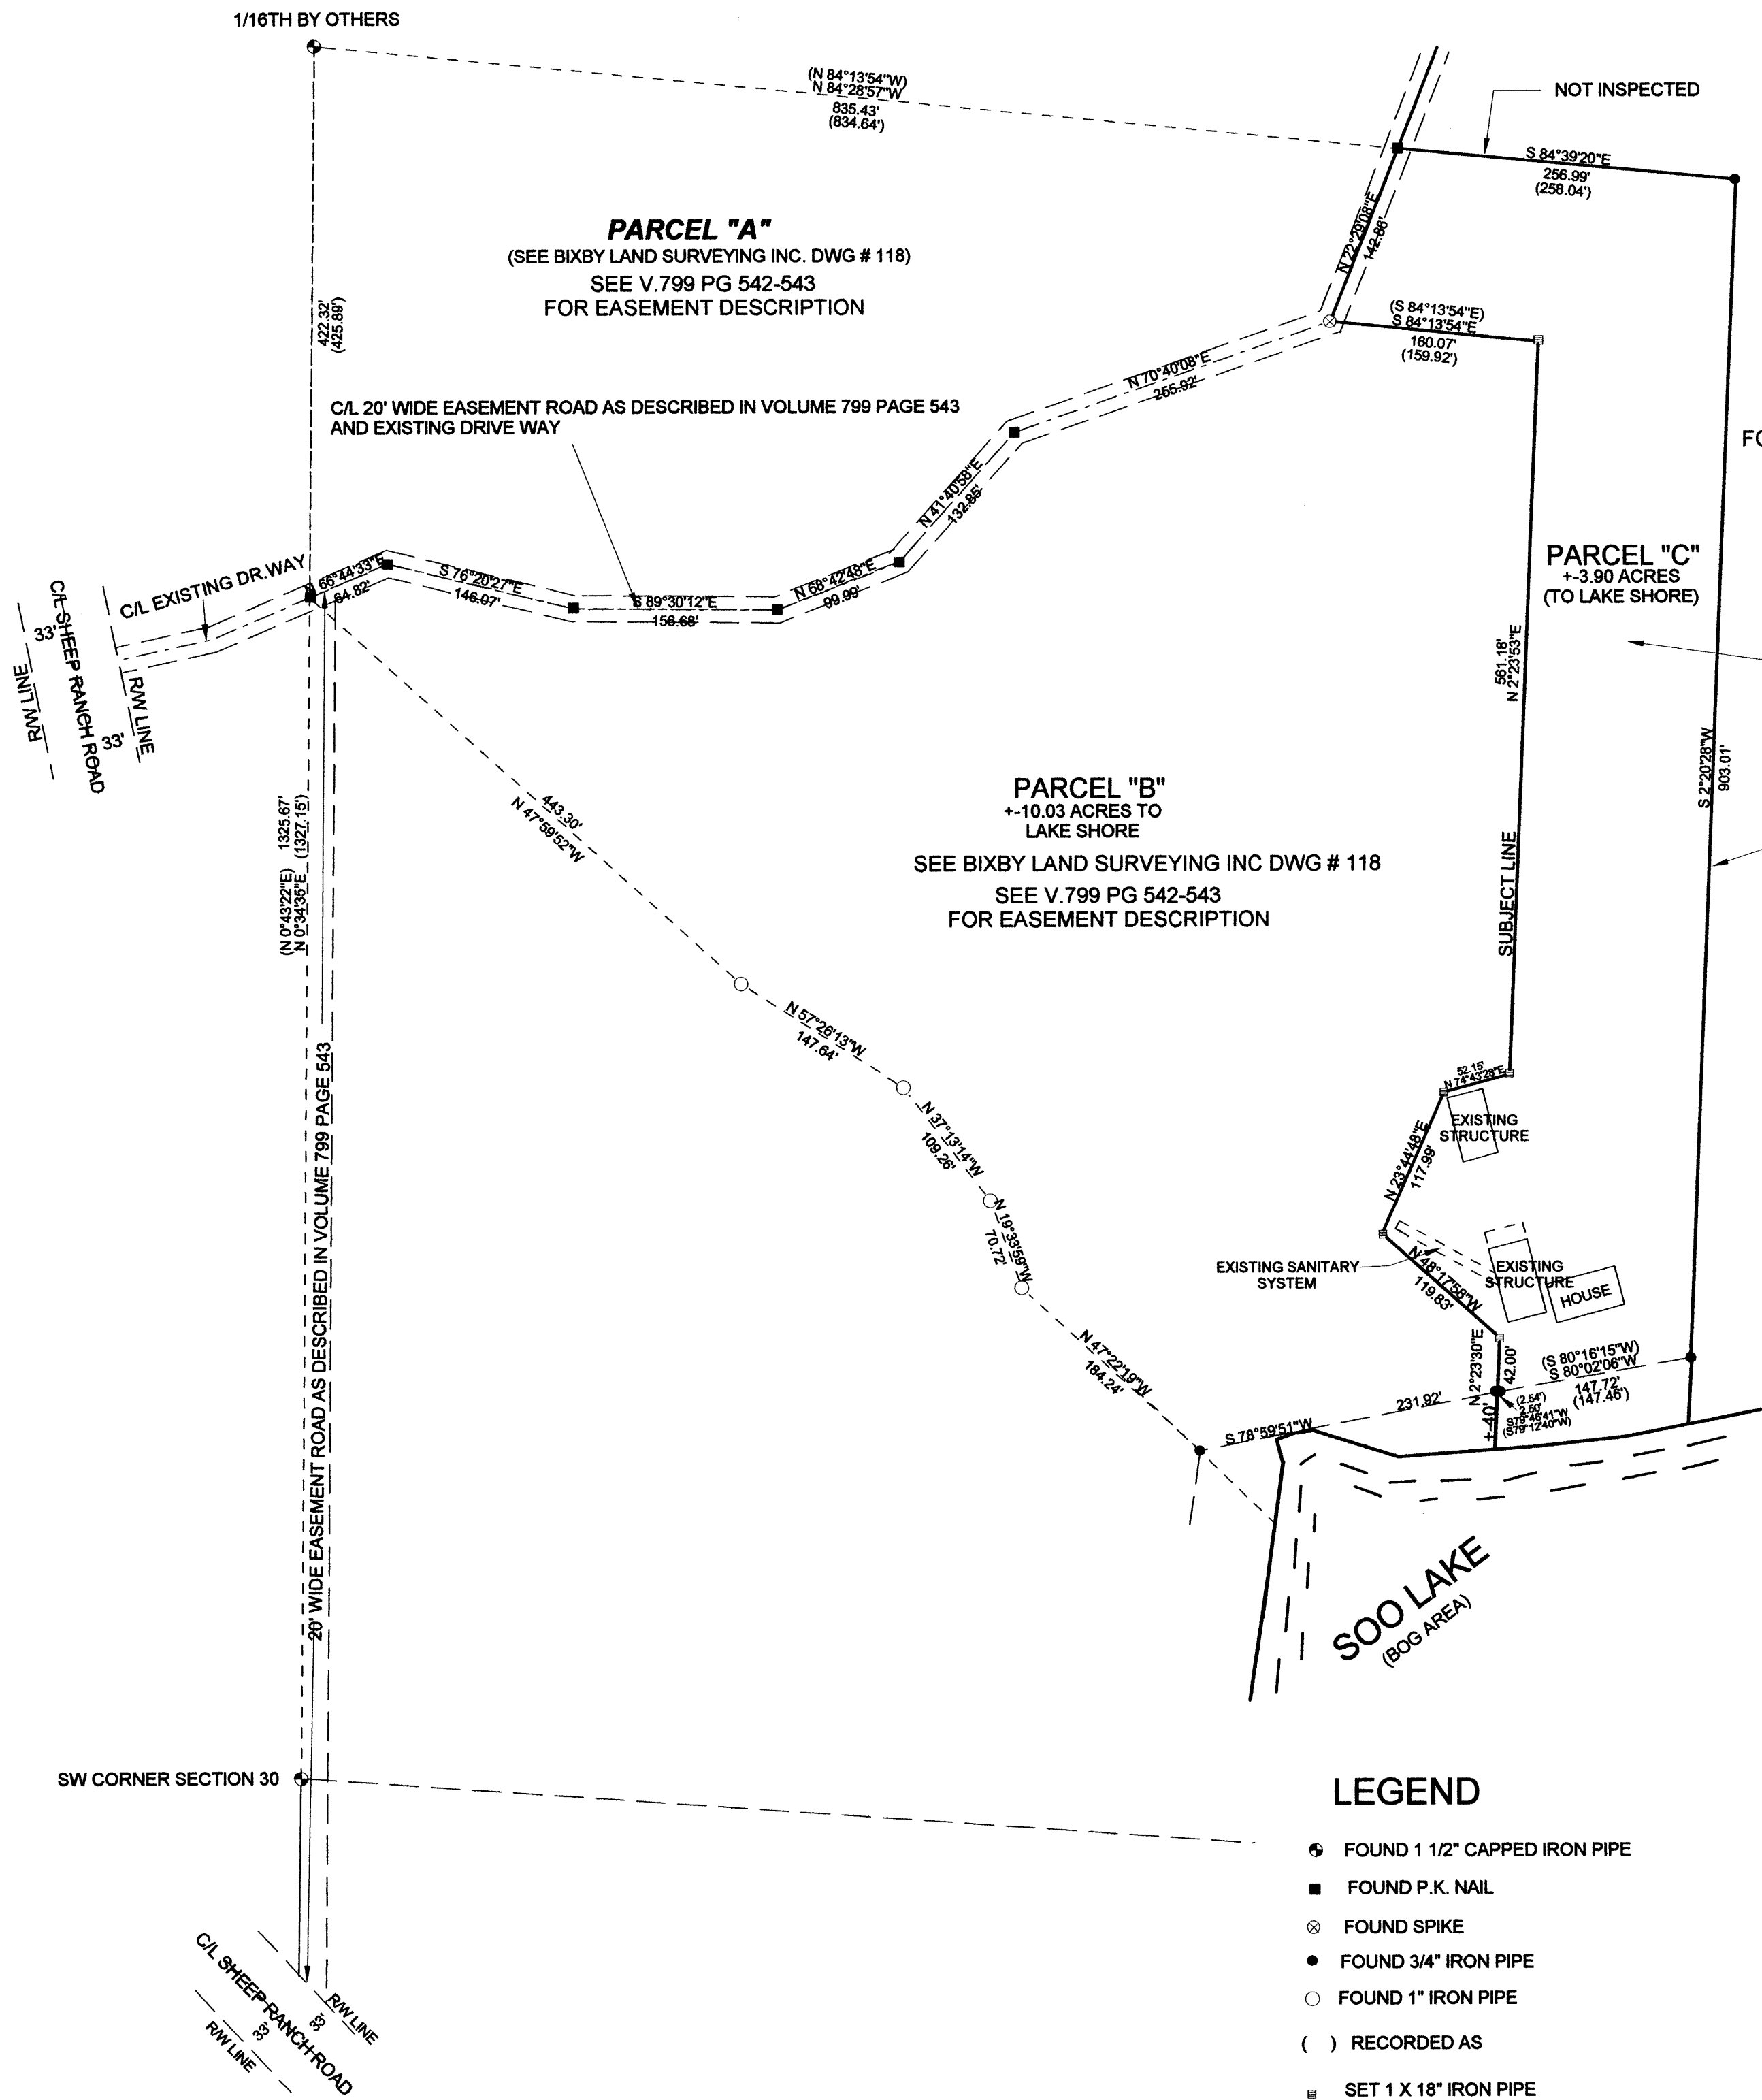 1/16TH BY OTHERS
(N 84°13'54"W)
N 84°28'57"W
835.43'
(834.64')
NOT INSPECTED
S 84°39'20"E
256.99'
(258.04')
PARCEL "A"
(SEE BIXBY LAND SURVEYING INC. DWG # 118)
SEE V.799 PG 542-543
FOR EASEMENT DESCRIPTION
N 22°29'08"E
142.86'
422.32'
(425.89')
(S 84°13'54"E)
S 84°13'54"E
160.07'
(159.92')
N 70°40'08"E
255.92'
C/L 20' WIDE EASEMENT ROAD AS DESCRIBED IN VOLUME 799 PAGE 543
AND EXISTING DRIVE WAY
FO
N 41°40'58"E
132.85'
C/L EXISTING DR.WAY
N 66°44'33"E
64.82'
S 76°20'27"E
146.07'
S 89°30'12"E
156.68'
N 68°42'48"E
99.99'
PARCEL "C"
+-3.90 ACRES
(TO LAKE SHORE)
C/L SHEEP RANCH ROAD
33'
33'
R/W LINE
R/W LINE
561.18'
N 2°23'53"E
SUBJECT LINE
S 2°20'28"W
903.01'
443.30'
N 47°59'52"W
PARCEL "B"
+-10.03 ACRES TO
LAKE SHORE
SEE BIXBY LAND SURVEYING INC DWG # 118
SEE V.799 PG 542-543
FOR EASEMENT DESCRIPTION
(N 0°43'22"E) 1325.67'
N 0°34'35"E (1327.15')
20' WIDE EASEMENT ROAD AS DESCRIBED IN VOLUME 799 PAGE 543
N 57°26'13"W
147.64'
N 37°13'14"W
109.26'
N 19°33'59"W
70.72'
N 47°22'19"W
184.24'
52.15'
N 74°43'28"E
EXISTING
STRUCTURE
N 23°44'48"E
117.99'
EXISTING SANITARY
SYSTEM
N 48°17'58"W
119.83'
EXISTING
STRUCTURE
HOUSE
N 2°23'30"E
42.00'
(S 80°16'15"W)
S 80°02'06"W
147.72'
(147.46')
(2.54')
2.50'
S79°46'41"W
(S79°12'40"W)
+-40'
231.92'
S 78°59'51"W
SOO LAKE
(BOG AREA)
SW CORNER SECTION 30
C/L SHEEP RANCH ROAD
33'
33'
R/W LINE
R/W LINE
LEGEND
FOUND 1 1/2" CAPPED IRON PIPE
FOUND P.K. NAIL
FOUND SPIKE
FOUND 3/4" IRON PIPE
FOUND 1" IRON PIPE
( ) RECORDED AS
SET 1 X 18" IRON PIPE